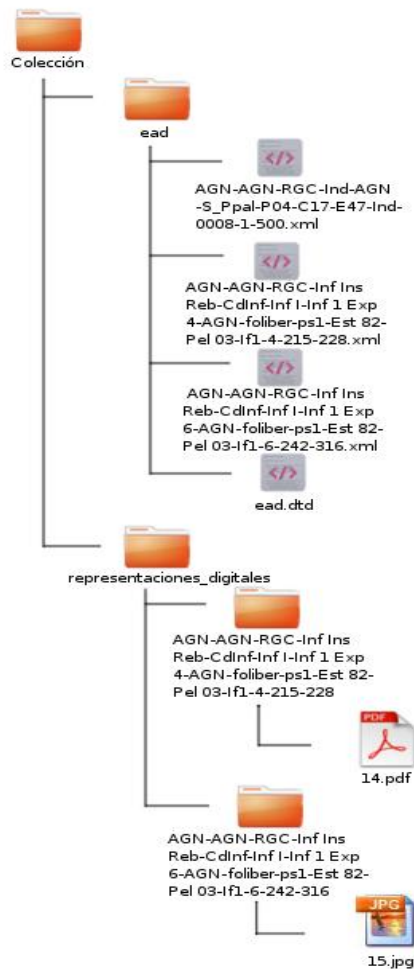 Colección
ead
</>
AGN-AGN-RGC-Ind-AGN
-S_Ppal-P04-C17-E47-Ind-
0008-1-500.xml
</>
AGN-AGN-RGC-Inf Ins
Reb-CdInf-Inf I-Inf 1 Exp
4-AGN-foliber-ps1-Est 82-
Pel 03-If1-4-215-228.xml
</>
AGN-AGN-RGC-Inf Ins
Reb-CdInf-Inf I-Inf 1 Exp
6-AGN-foliber-ps1-Est 82-
Pel 03-If1-6-242-316.xml
</>
ead.dtd
representaciones_digitales
AGN-AGN-RGC-Inf Ins
Reb-CdInf-Inf I-Inf 1 Exp
4-AGN-foliber-ps1-Est 82-
Pel 03-If1-4-215-228
PDF
14.pdf
AGN-AGN-RGC-Inf Ins
Reb-CdInf-Inf I-Inf 1 Exp
6-AGN-foliber-ps1-Est 82-
Pel 03-If1-6-242-316
JPG
15.jpg